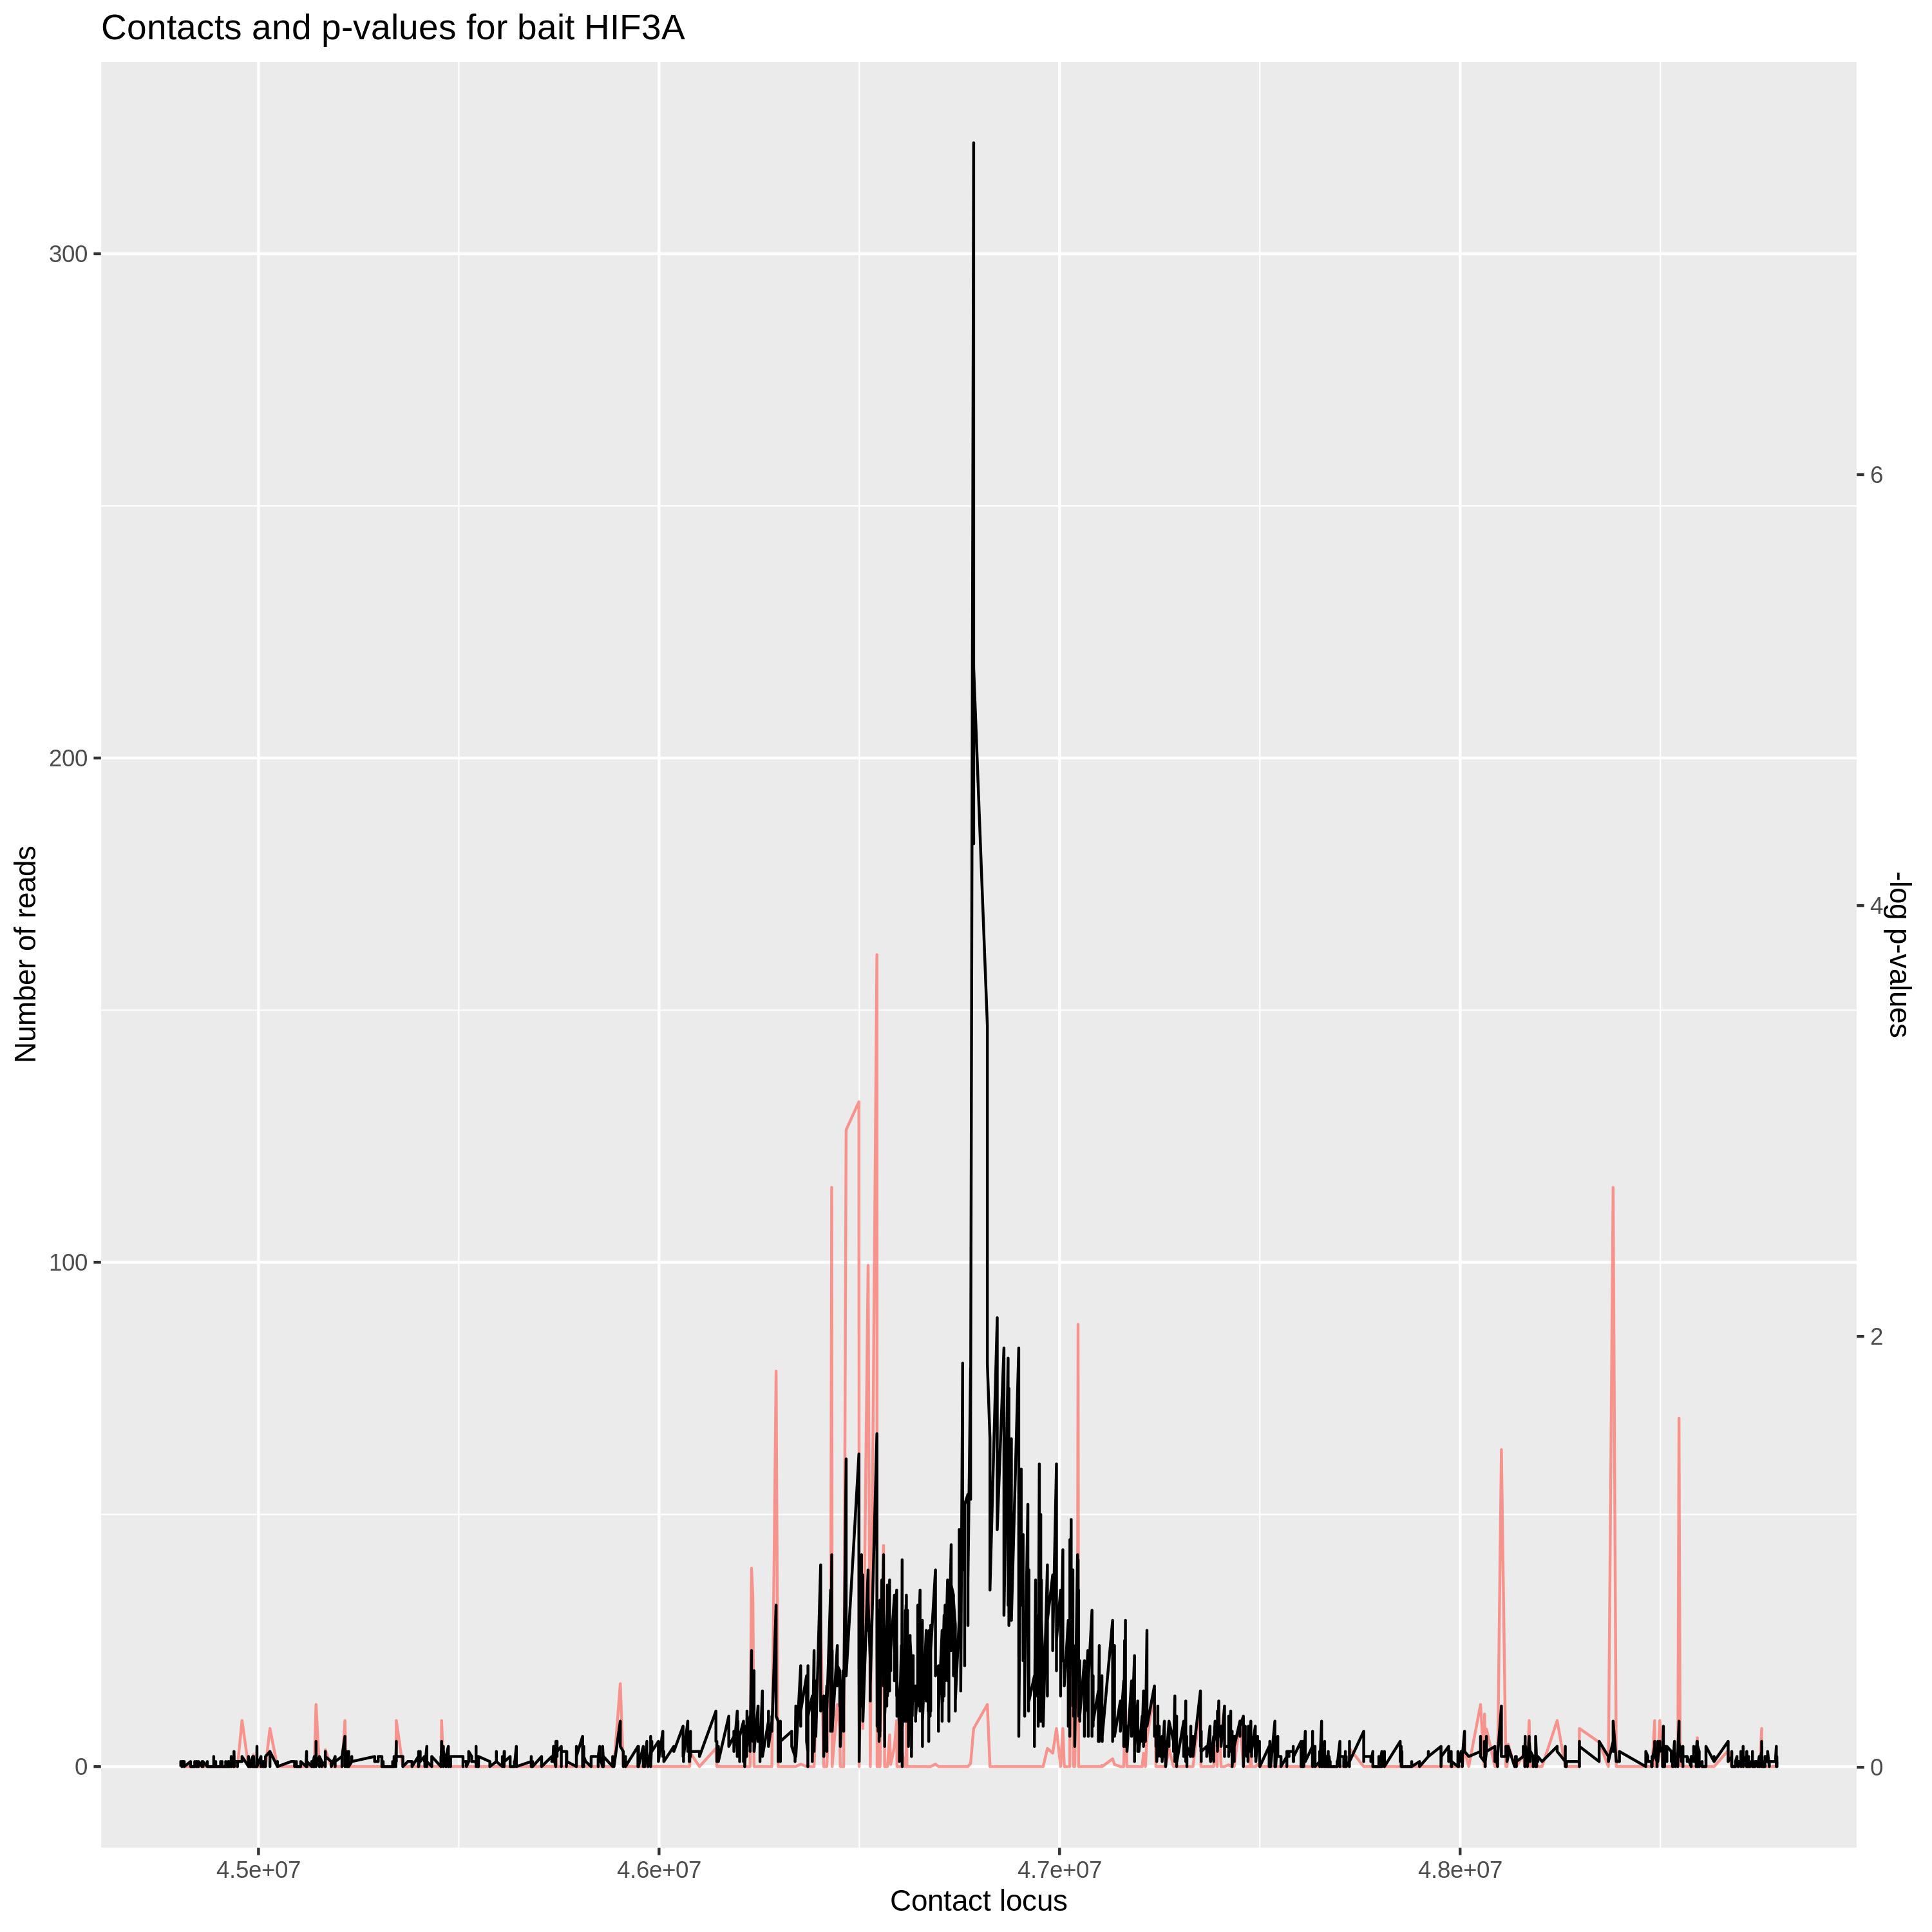 Contacts and p-values for bait HIF3A
300
200
100
0
Number of reads
6
4
2
0
-log p-values
4.5e+07
4.6e+07
4.7e+07
4.8e+07
Contact locus